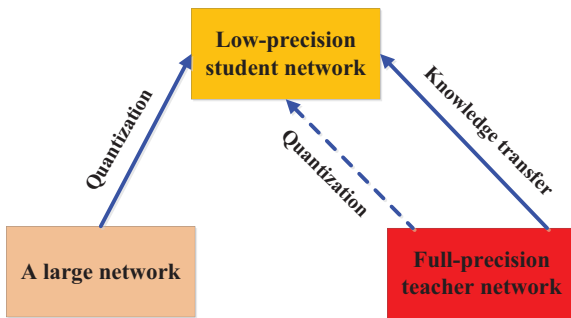 Low-precision
student network
Quantization
Quantization
Knowledge transfer
A large network
Full-precision
teacher network